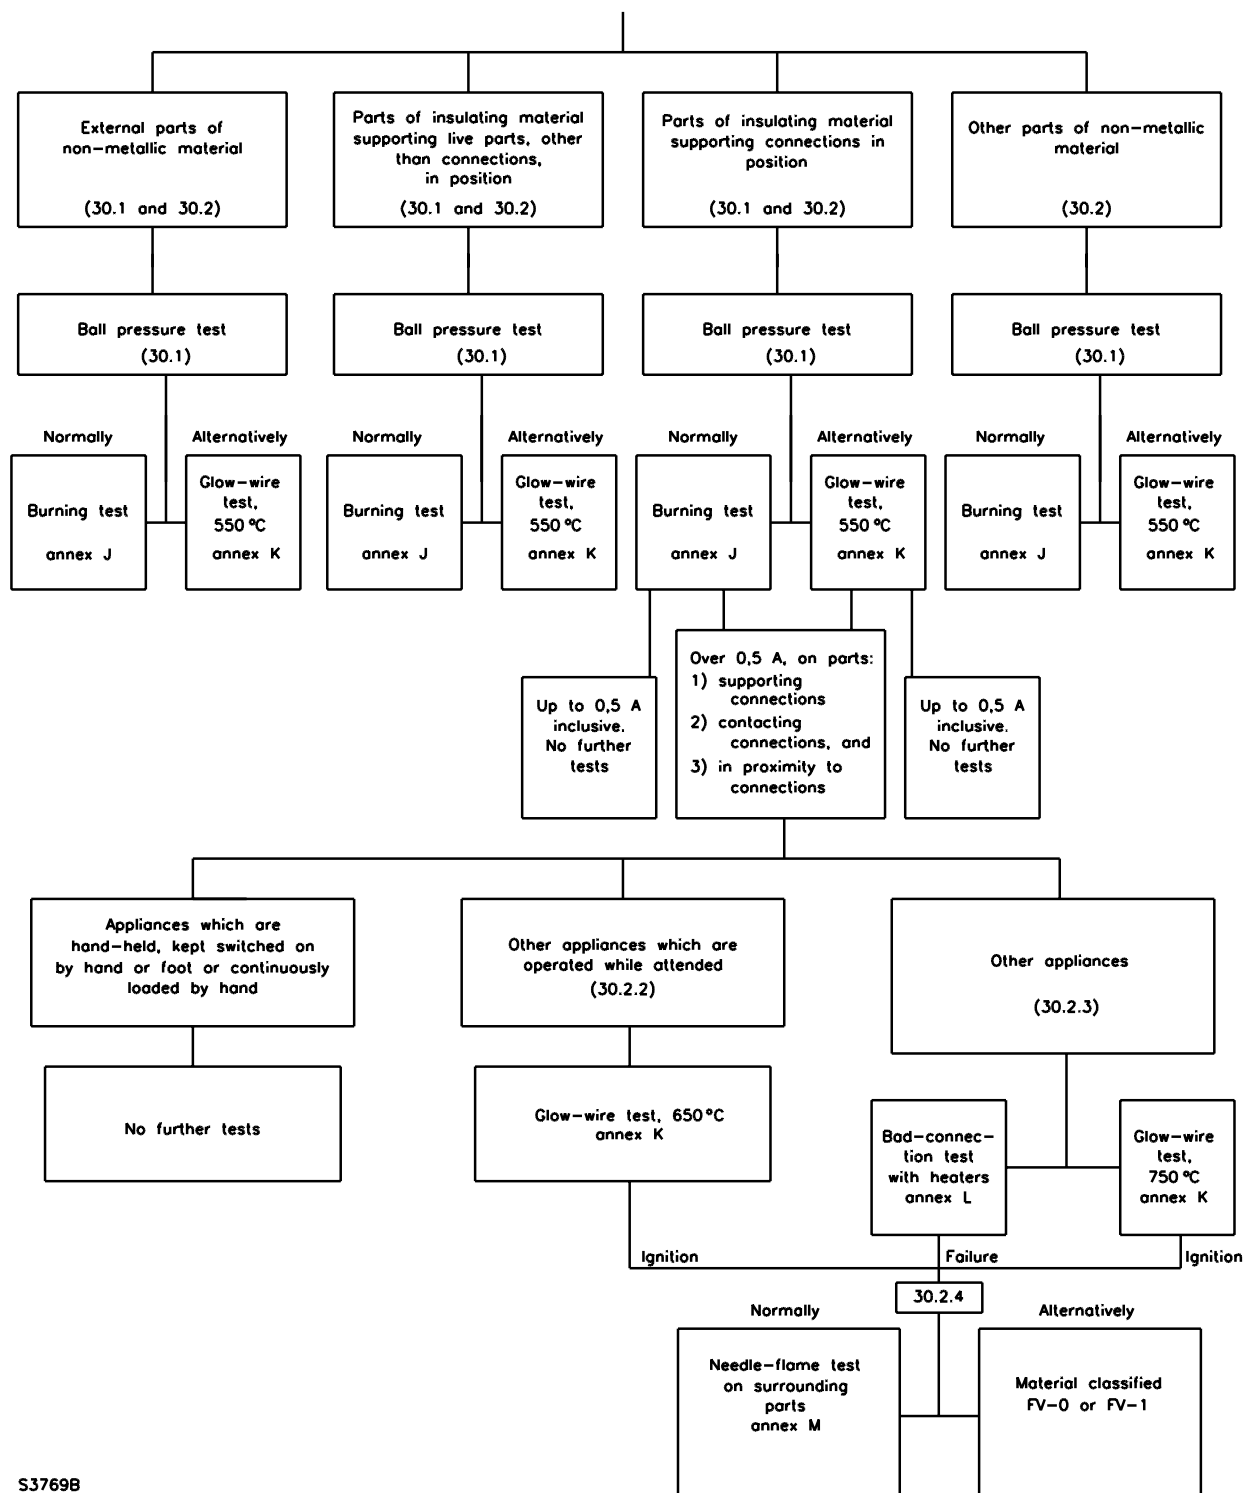 External parts of
non-metallic material
(30.1 and 30.2)
Parts of insulating material
supporting live parts, other
than connections,
in position
(30.1 and 30.2)
Parts of insulating material
supporting connections in
position
(30.1 and 30.2)
Other parts of non-metallic
material
(30.2)
Ball pressure test
(30.1)
Ball pressure test
(30.1)
Ball pressure test
(30.1)
Ball pressure test
(30.1)
Normally
Burning test
annex J
Alternatively
Glow-wire
test,
550 °C
annex K
Normally
Burning test
annex J
Alternatively
Glow-wire
test,
550 °C
annex K
Normally
Burning test
annex J
Alternatively
Glow-wire
test,
550 °C
annex K
Normally
Burning test
annex J
Alternatively
Glow-wire
test,
550 °C
annex K
Up to 0,5 A
inclusive.
No further
tests
Over 0,5 A, on parts:
1) supporting
connections
2) contacting
connections, and
3) in proximity to
connections
Up to 0,5 A
inclusive.
No further
tests
Appliances which are
hand-held, kept switched on
by hand or foot or continuously
loaded by hand
Other appliances which are
operated while attended
(30.2.2)
Other appliances
(30.2.3)
No further tests
Glow-wire test, 650 °C
annex K
Bad-connec-
tion test
with heaters
annex L
Glow-wire
test,
750 °C
annex K
Ignition
Failure
Ignition
30.2.4
Normally
Alternatively
Needle-flame test
on surrounding
parts
annex M
Material classified
FV-0 or FV-1
S3769B